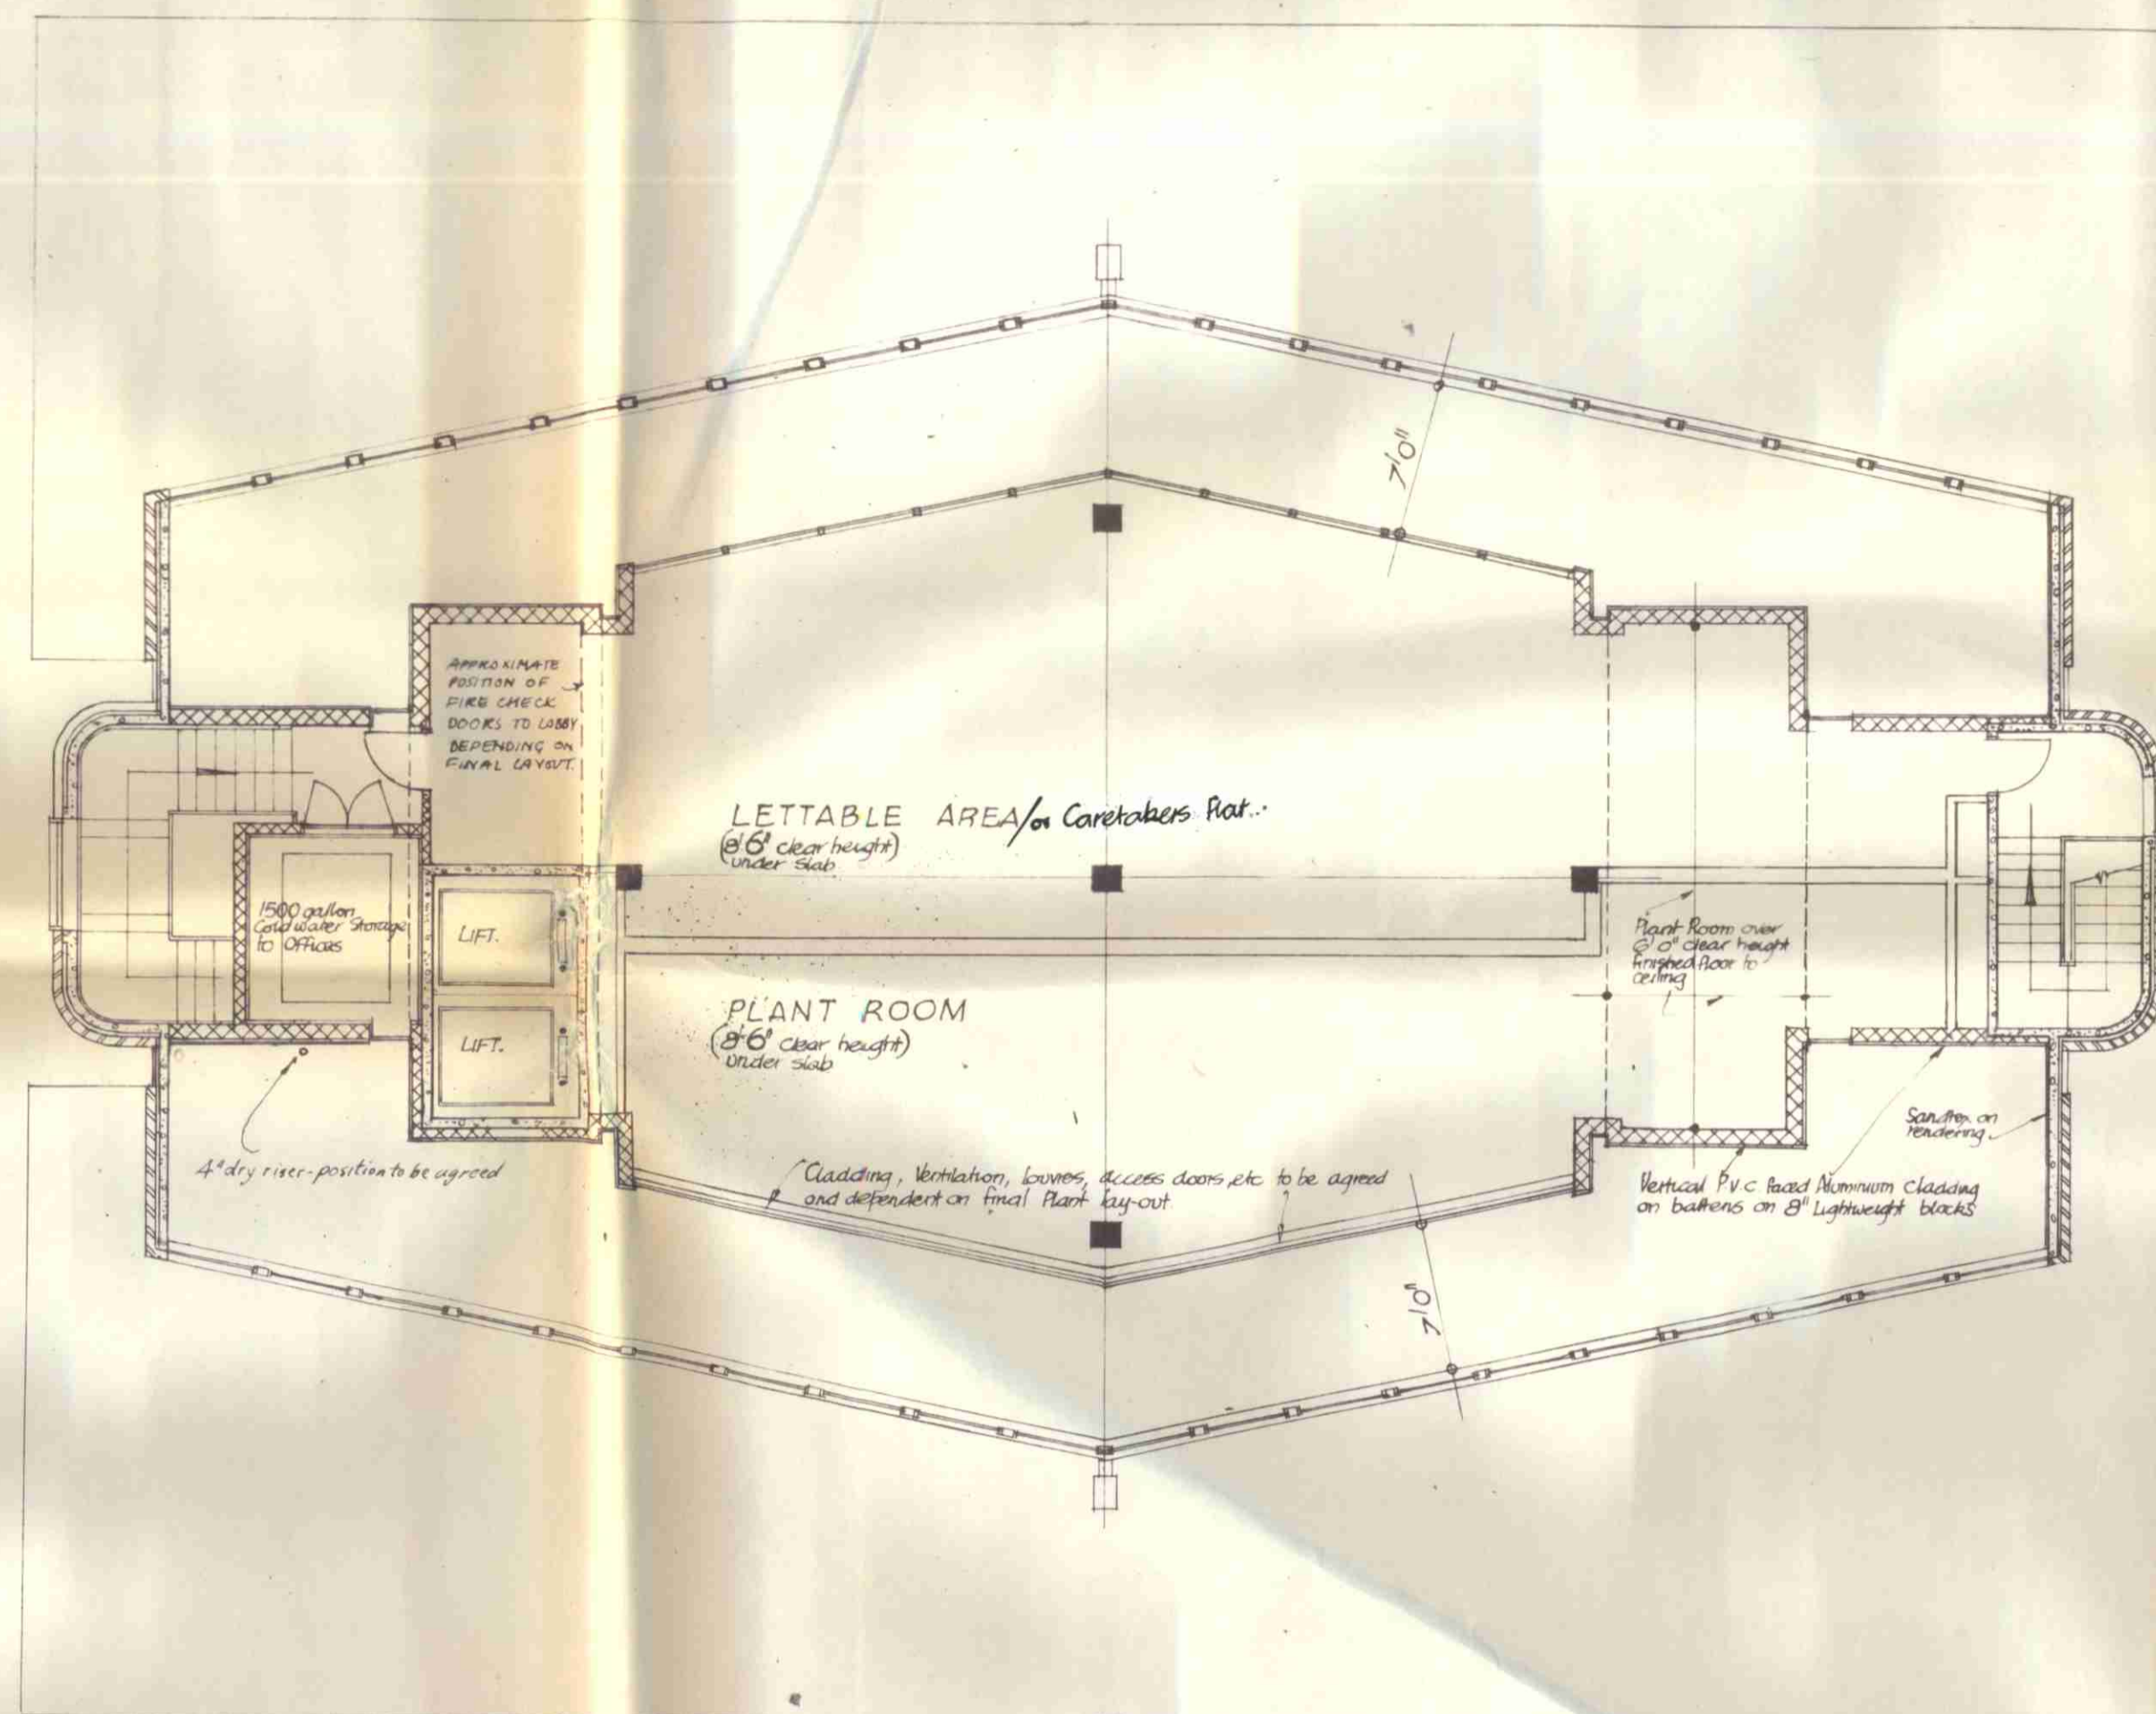 7'0"
APPROXIMATE
POSITION OF
FIRE CHECK
DOORS TO LOBBY
DEPENDING ON
FINAL LAYOUT.
LETTABLE AREA/or Caretakers Flat..
(8'6" clear height)
under slab
1500 gallon
Cold water Storage
to Offices
LIFT.
LIFT.
PLANT ROOM
(8'6" clear height)
under slab
Plant Room over
6'0" clear height
finished floor to
ceiling
Sandtex on
rendering.
4" dry riser-position to be agreed
Cladding, Ventilation, louvres, access doors, etc to be agreed
and dependent on final Plant lay-out.
Vertical P.V.C faced Aluminium cladding
on battens on 8" Lightweight blocks
7'0"